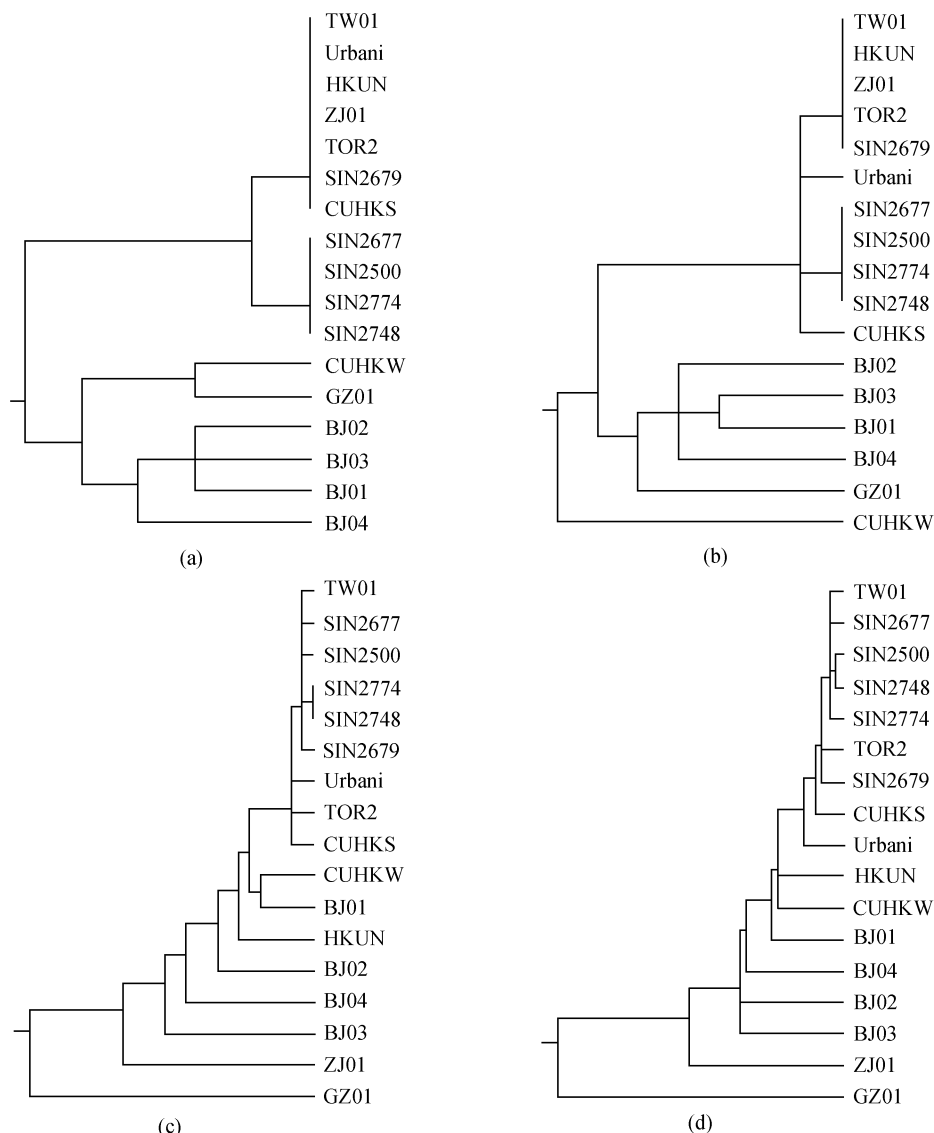 TW01
Urbani
HKUN
ZJ01
TOR2
SIN2679
CUHKS
SIN2677
SIN2500
SIN2774
SIN2748
CUHKW
GZ01
BJ02
BJ03
BJ01
BJ04
(a)
TW01
HKUN
ZJ01
TOR2
SIN2679
Urbani
SIN2677
SIN2500
SIN2774
SIN2748
CUHKS
BJ02
BJ03
BJ01
BJ04
GZ01
CUHKW
(b)
TW01
SIN2677
SIN2500
SIN2774
SIN2748
SIN2679
Urbani
TOR2
CUHKS
CUHKW
BJ01
HKUN
BJ02
BJ04
BJ03
ZJ01
GZ01
(c)
TW01
SIN2677
SIN2500
SIN2748
SIN2774
TOR2
SIN2679
CUHKS
Urbani
HKUN
CUHKW
BJ01
BJ04
BJ02
BJ03
ZJ01
GZ01
(d)